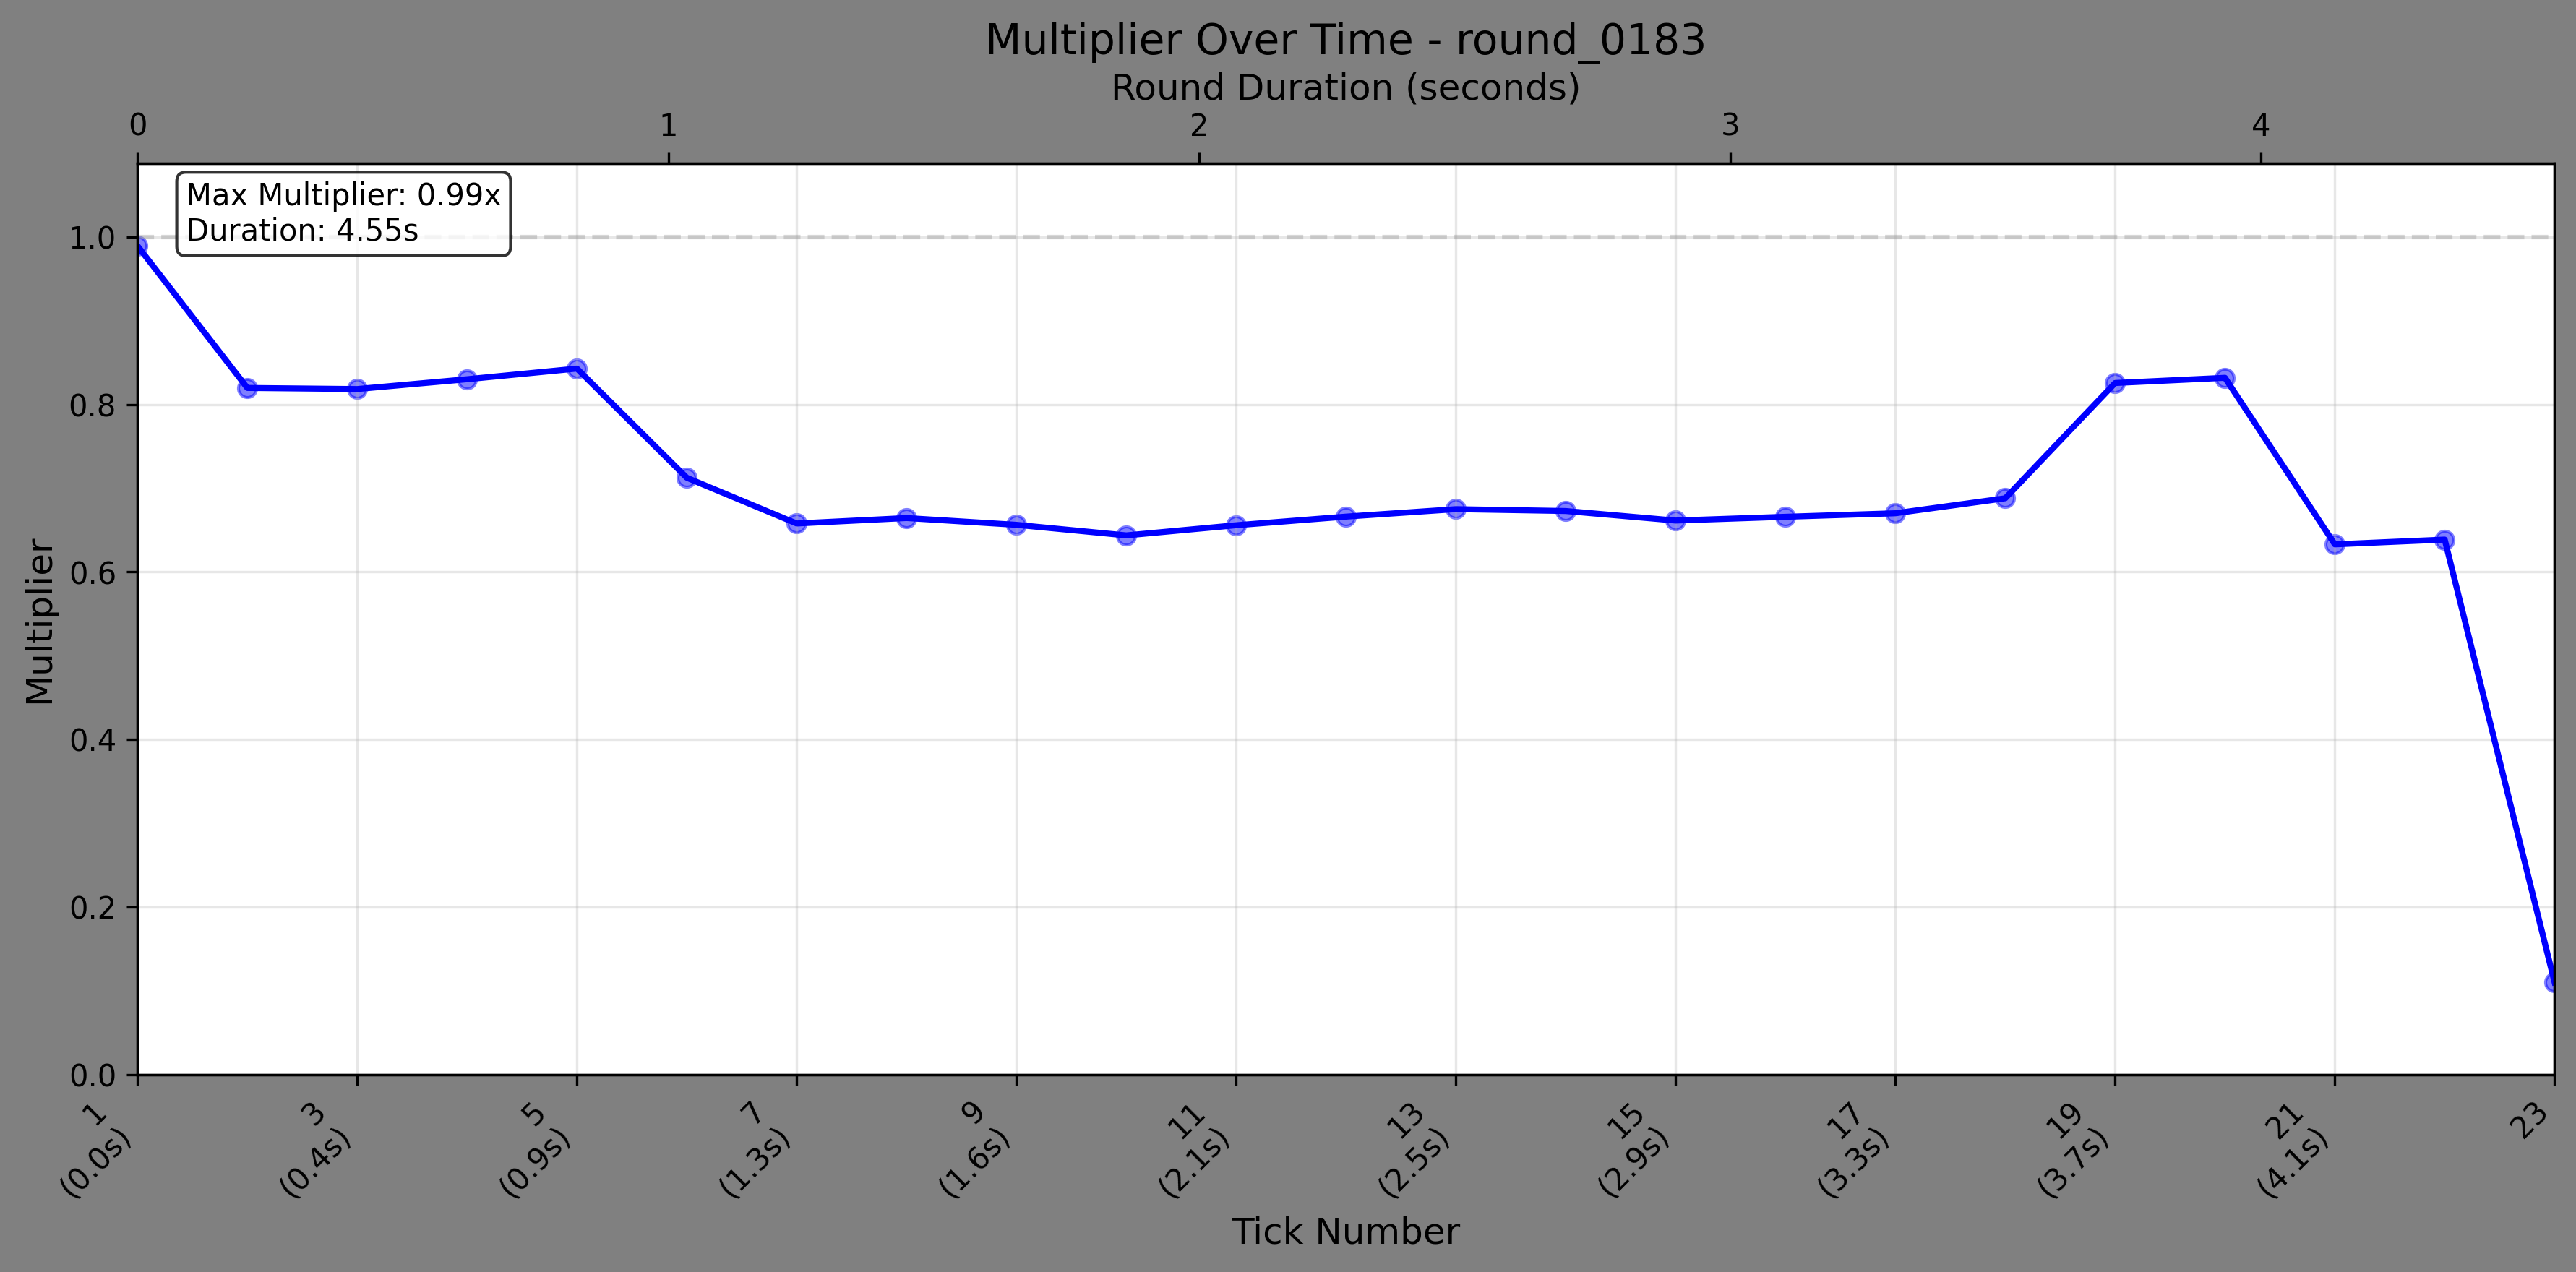 Multiplier Over Time - round_0183
Round Duration (seconds)
0 1 2 3 4
Max Multiplier: 0.99x
Duration: 4.55s
Multiplier
1.0
0.8
0.6
0.4
0.2
0.0
1
(0.0s)
3
(0.4s)
5
(0.9s)
7
(1.3s)
9
(1.6s)
11
(2.1s)
13
(2.5s)
15
(2.9s)
17
(3.3s)
19
(3.7s)
21
(4.1s)
23
Tick Number